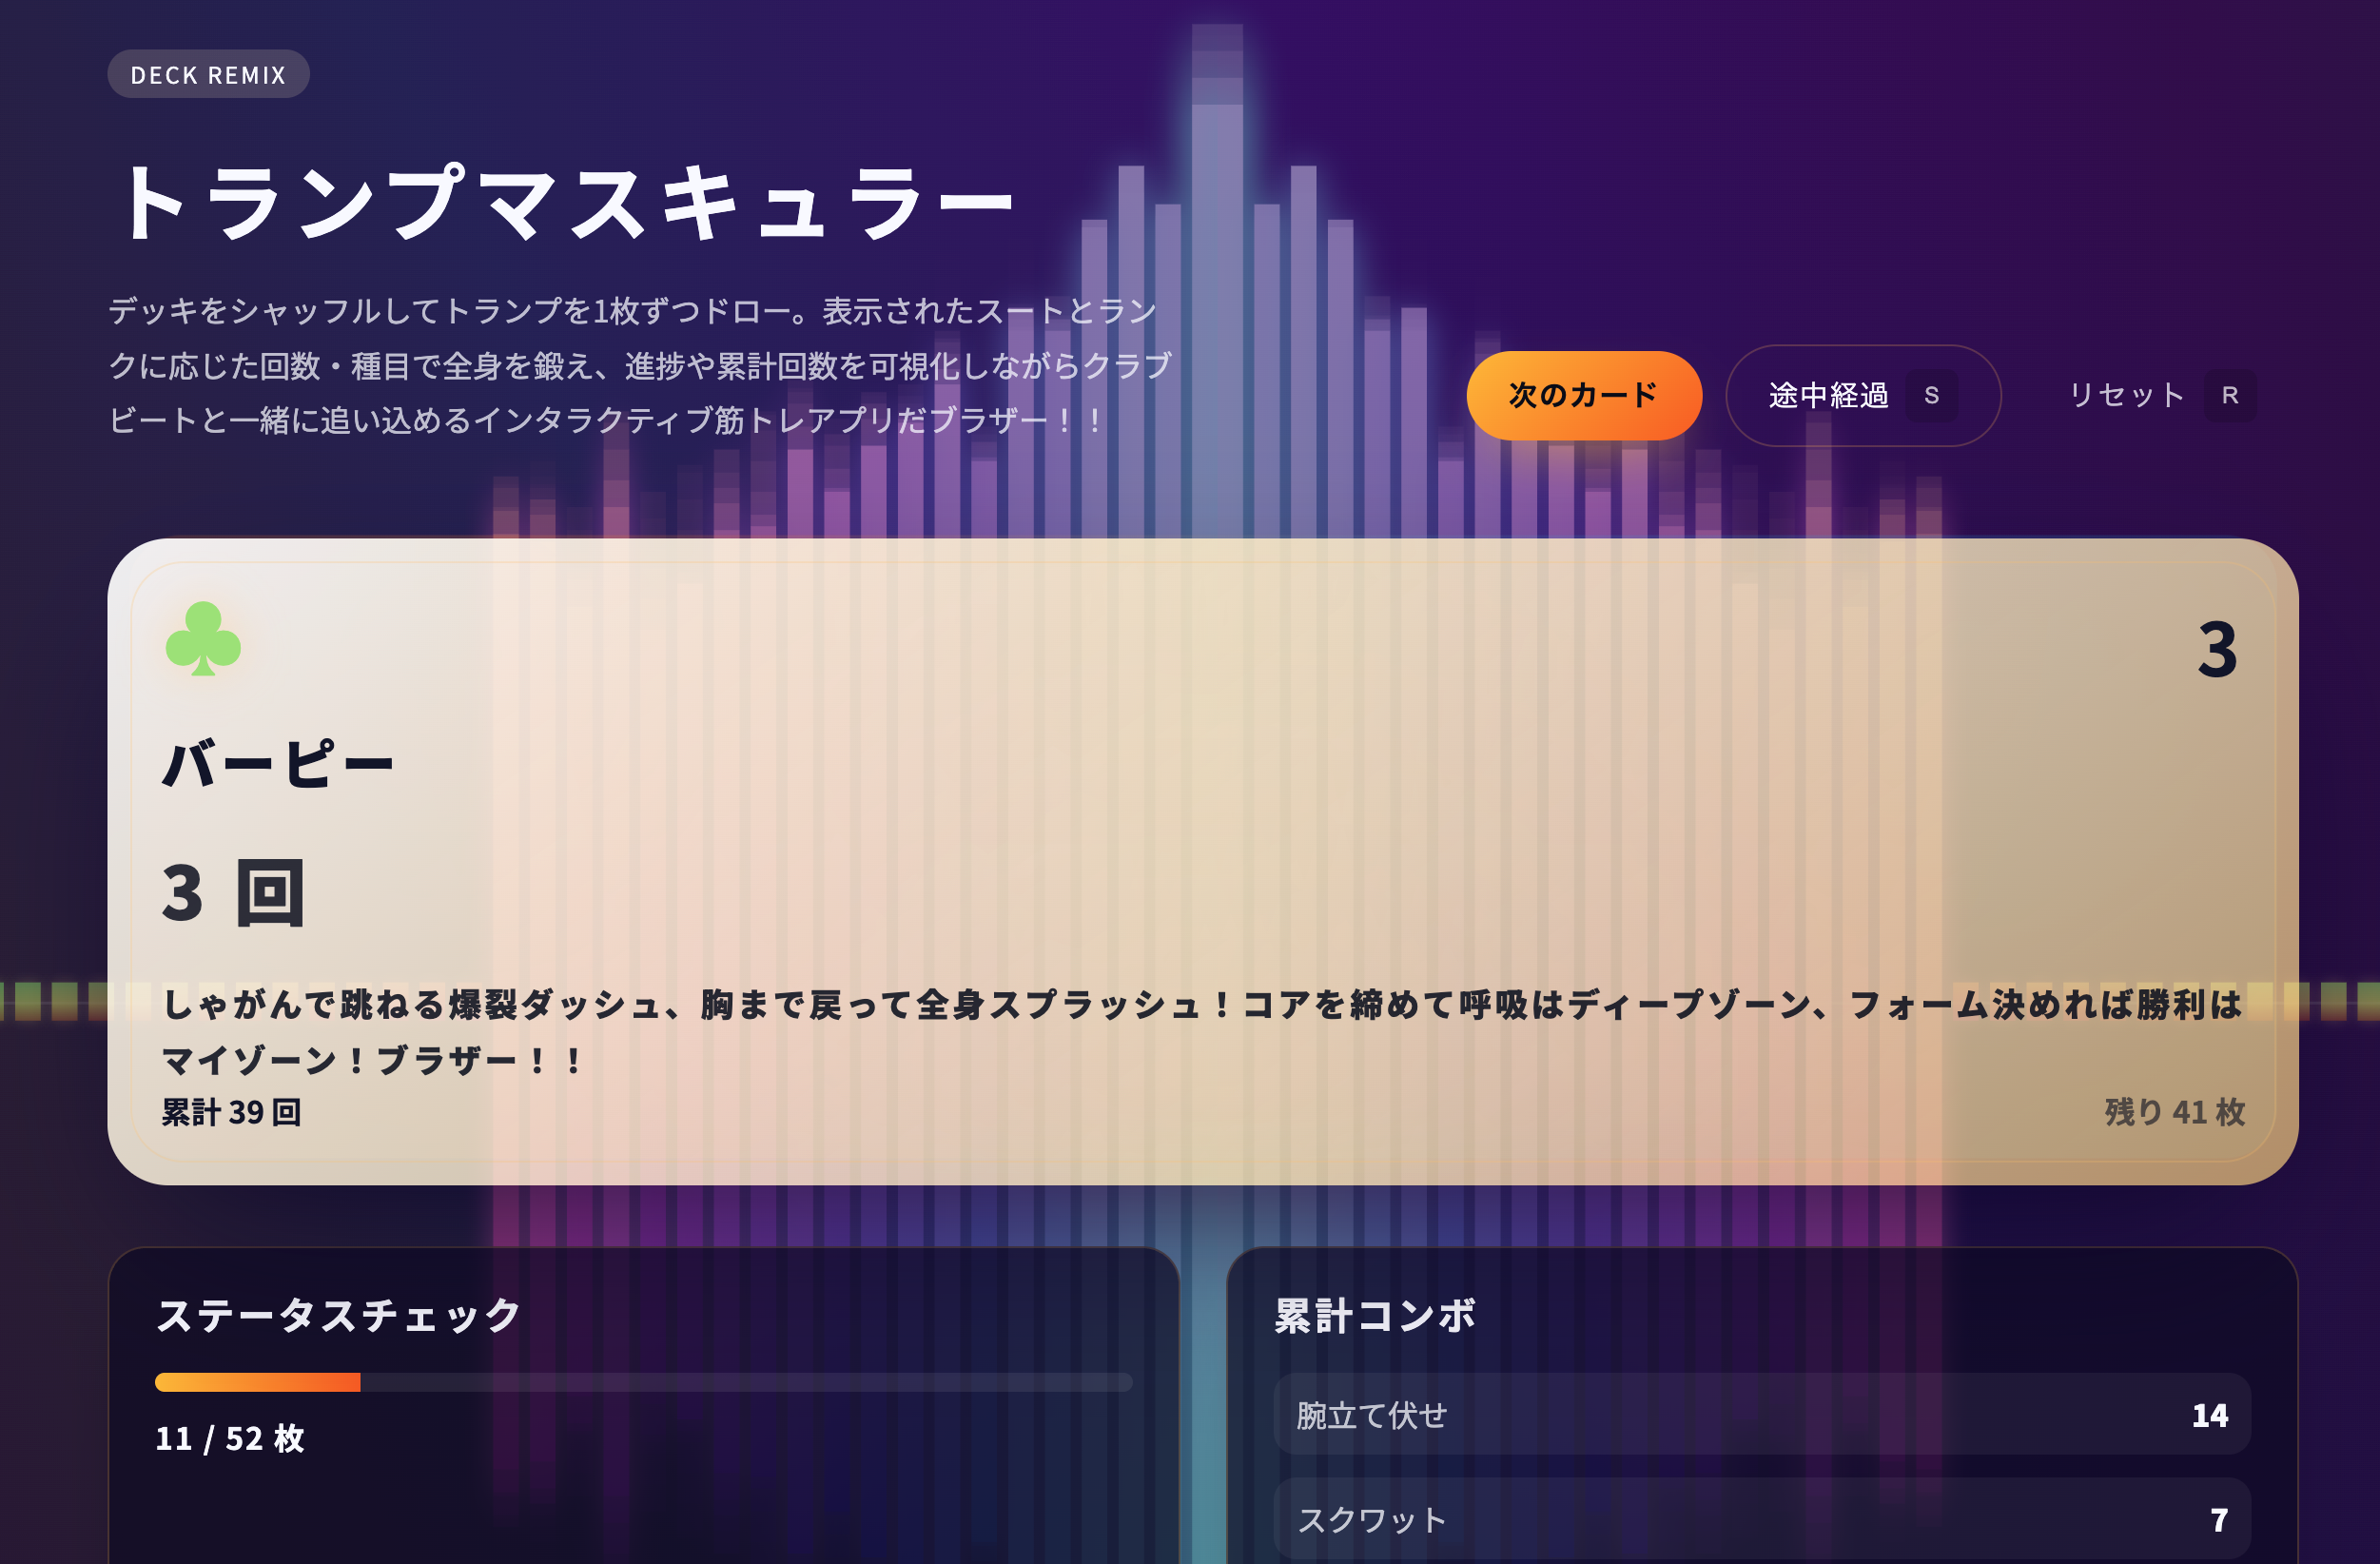 DECK REMIX
トランプマスキュラー
デッキをシャッフルしてトランプを1枚ずつドロー。表示されたスートとラン
クに応じた回数・種目で全身を鍛え、進捗や累計回数を可視化しながらクラブ
ビートと一緒に追い込めるインタラクティブ筋トレアプリだブラザー！！
次のカード
途中経過 S
リセット R
3
バーピー
3 回
しゃがんで跳ねる爆裂ダッシュ、胸まで戻って全身スプラッシュ！コアを締めて呼吸はディープゾーン、フォーム決めれば勝利は
マイゾーン！ブラザー！！
累計 39 回
残り 41 枚
ステータスチェック
11 / 52 枚
累計コンボ
腕立て伏せ 14
スクワット 7